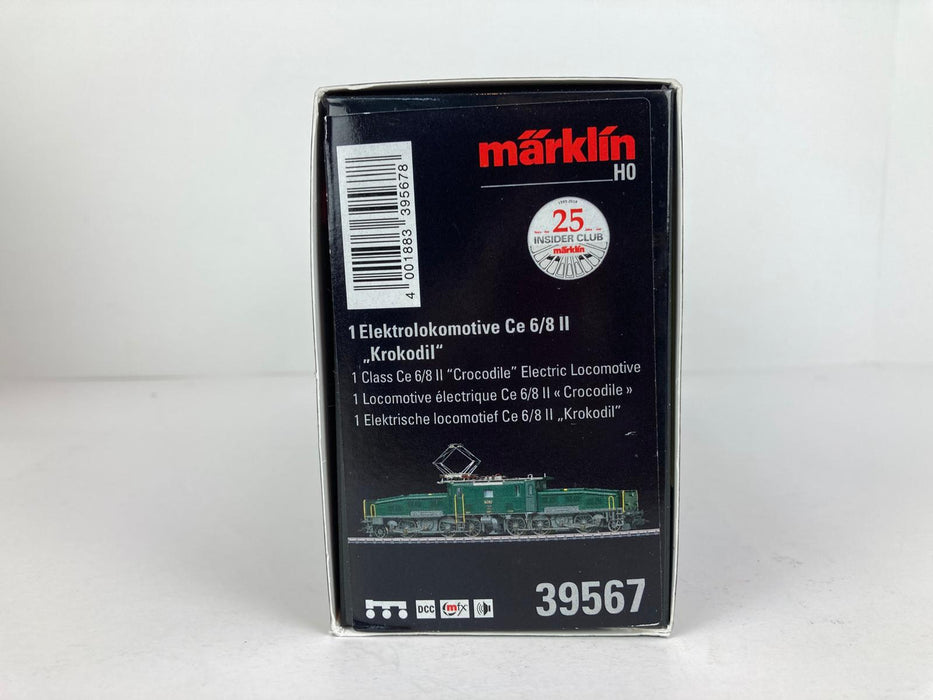 märklin
H0
25
INSIDER CLUB
märklin
4 001883 395678
1 Elektrolokomotive Ce 6/8 II
„Krokodil“
1 Class Ce 6/8 II “Crocodile” Electric Locomotive
1 Locomotive électrique Ce 6/8 II « Crocodile »
1 Elektrische locomotief Ce 6/8 II „Krokodil”
DCC mfx
39567